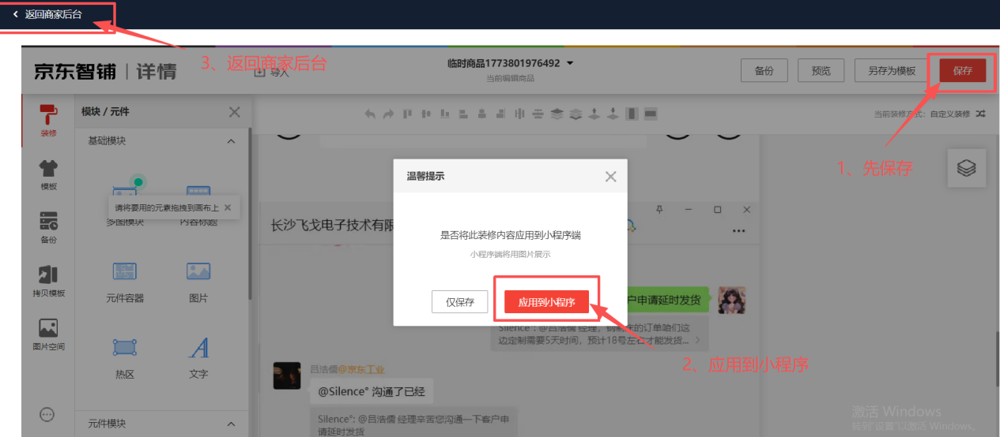 返回商家后台
3、返回商家后台
京东智铺 | 详情
导入
临时商品1773801976492
当前编辑商品
备份
预览
另存为模板
保存
装修
模块 / 元件
当前装修方式: 自定义装修
基础模块
1、先保存
模板
请将要用的元素拖拽到画布上
多图模块
内容标题
温馨提示
是否将此装修内容应用到小程序端
小程序端将用图片展示
仅保存
应用到小程序
长沙飞戈电子技术有限
备份
拷贝模板
元件容器
图片
户申请延时发货
边定制需要5天时间，预计18号左右才能发货...
2、应用到小程序
图片空间
热区
文字
吕浩儒@京东工业
@Silence° 沟通了已经
Silence°: @吕浩儒 经理辛苦您沟通一下客户申
请延时发货
元件模块
激活 Windows
转到"设置"以激活 Windows。